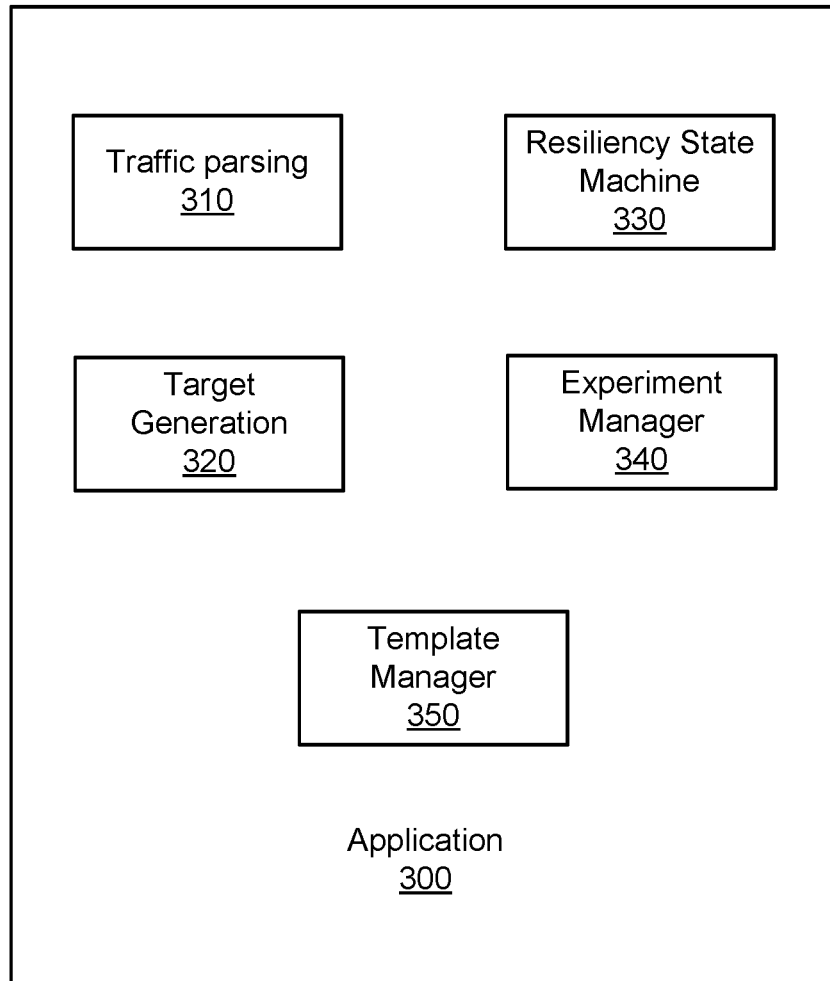 Traffic parsing
310
Resiliency State
Machine
330
Target
Generation
320
Experiment
Manager
340
Template
Manager
350
Application
300